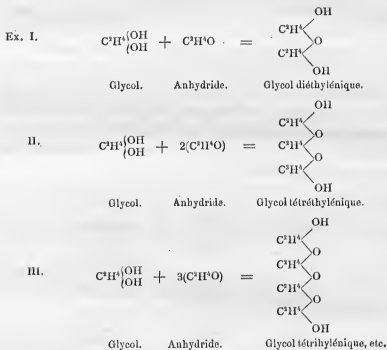 OH
C²H⁴
Ex. I. C²H⁴{OH OH + C²H⁴O = O
C²H⁴
OH
Glycol. Anhydride. Glycol diéthylénique.
OH
C²H⁴
O
II. C²H⁴{OH OH + 2(C²H⁴O) = C²H⁴
O
C²H⁴
OH
Glycol. Anhydride. Glycol tétréthylénique.
OH
C²H⁴
O
C²H⁴
III. C²H⁴{OH OH + 3(C²H⁴O) = O
C²H⁴
O
C²H⁴
OH
Glycol. Anhydride. Glycol tétrihylénique, etc.